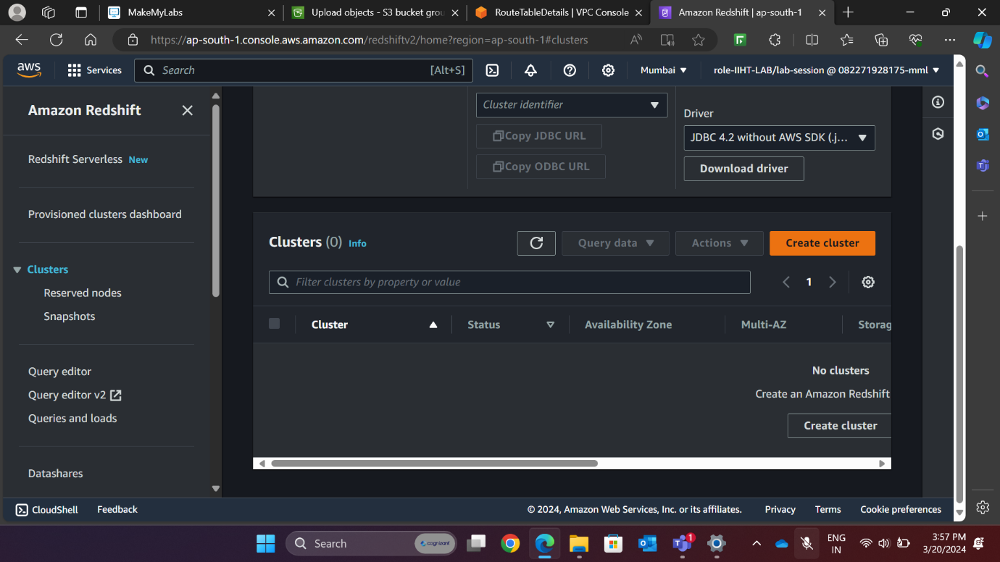 MakeMyLabs
Upload objects - S3 bucket grou
RouteTableDetails | VPC Console
Amazon Redshift | ap-south-1
https://ap-south-1.console.aws.amazon.com/redshiftv2/home?region=ap-south-1#clusters
aws
Services
Search
[Alt+S]
Mumbai
role-IIHT-LAB/lab-session @ 082271928175-mml
Amazon Redshift
Redshift Serverless New
Provisioned clusters dashboard
Clusters
Reserved nodes
Snapshots
Query editor
Query editor v2
Queries and loads
Datashares
Cluster identifier
Copy JDBC URL
Copy ODBC URL
Driver
JDBC 4.2 without AWS SDK (.j...
Download driver
Clusters (0) Info
Query data
Actions
Create cluster
Filter clusters by property or value
1
Cluster
Status
Availability Zone
Multi-AZ
Storag
No clusters
Create an Amazon Redshift
Create cluster
CloudShell
Feedback
© 2024, Amazon Web Services, Inc. or its affiliates.
Privacy
Terms
Cookie preferences
Search
cognizant
1
ENG
IN
3:57 PM
3/20/2024